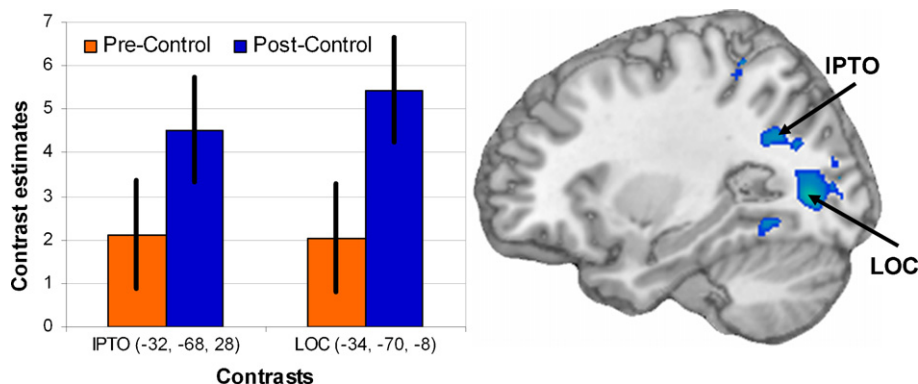 7
6
5
4
3
2
1
0
Contrast estimates
Pre-Control Post-Control
IPTO (-32, -68, 28) LOC (-34, -70, -8)
Contrasts
IPTO
LOC